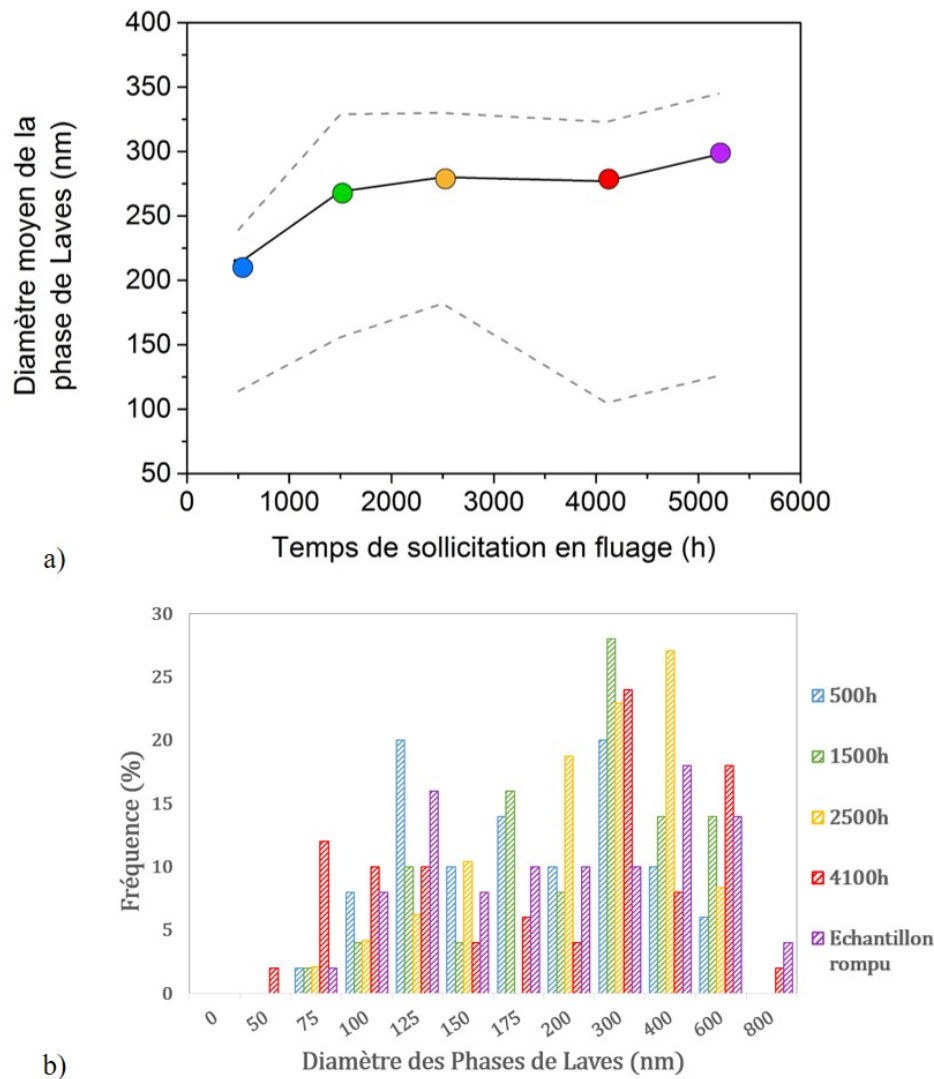 400
350
300
250
200
150
100
50
Diamètre moyen de la
phase de Laves (nm)
0 1000 2000 3000 4000 5000 6000
Temps de sollicitation en fluage (h)
a)
30
25
20
15
10
5
0
Fréquence (%)
0 50 75 100 125 150 175 200 300 400 600 800
Diamètre des Phases de Laves (nm)
500h
1500h
2500h
4100h
Echantillon
rompu
b)